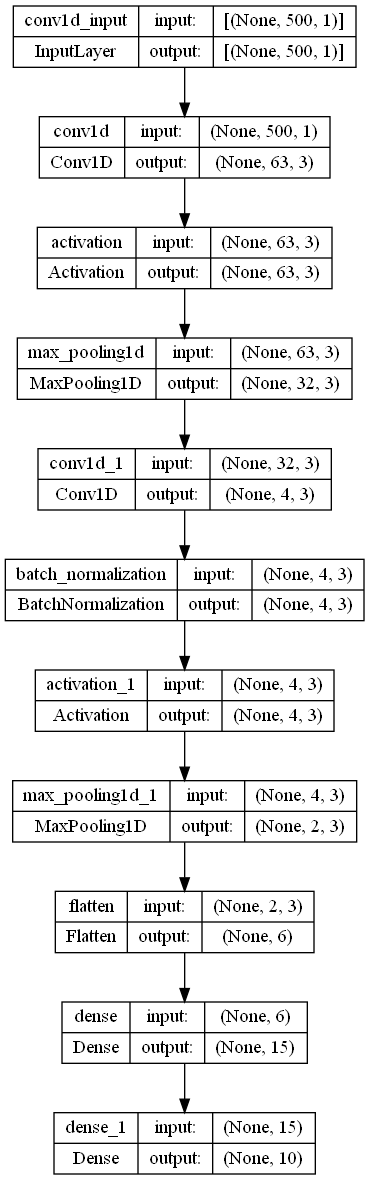 conv1d_input input: [(None, 500, 1)]
InputLayer output: [(None, 500, 1)]
conv1d input: (None, 500, 1)
Conv1D output: (None, 63, 3)
activation input: (None, 63, 3)
Activation output: (None, 63, 3)
max_pooling1d input: (None, 63, 3)
MaxPooling1D output: (None, 32, 3)
conv1d_1 input: (None, 32, 3)
Conv1D output: (None, 4, 3)
batch_normalization input: (None, 4, 3)
BatchNormalization output: (None, 4, 3)
activation_1 input: (None, 4, 3)
Activation output: (None, 4, 3)
max_pooling1d_1 input: (None, 4, 3)
MaxPooling1D output: (None, 2, 3)
flatten input: (None, 2, 3)
Flatten output: (None, 6)
dense input: (None, 6)
Dense output: (None, 15)
dense_1 input: (None, 15)
Dense output: (None, 10)